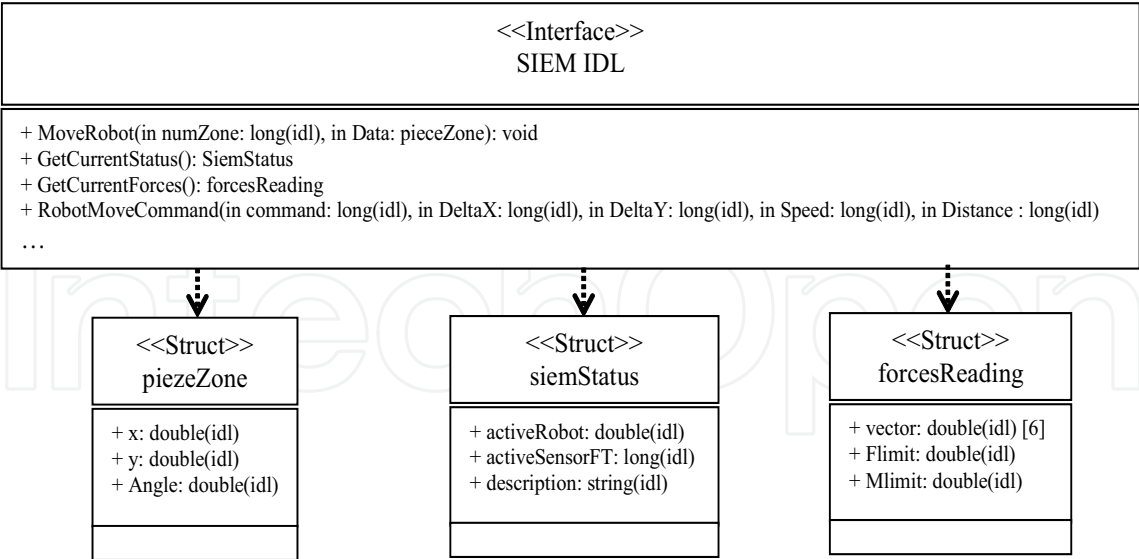 <<Interface>>
SIEM IDL
+ MoveRobot(in numZone: long(idl), in Data: pieceZone): void
+ GetCurrentStatus(): SiemStatus
+ GetCurrentForces(): forcesReading
+ RobotMoveCommand(in command: long(idl), in DeltaX: long(idl), in DeltaY: long(idl), in Speed: long(idl), in Distance : long(idl)
…
IntechOpen
<<Struct>>
piezeZone
+ x: double(idl)
+ y: double(idl)
+ Angle: double(idl)
<<Struct>>
siemStatus
+ activeRobot: double(idl)
+ activeSensorFT: long(idl)
+ description: string(idl)
<<Struct>>
forcesReading
+ vector: double(idl) [6]
+ Flimit: double(idl)
+ Mlimit: double(idl)